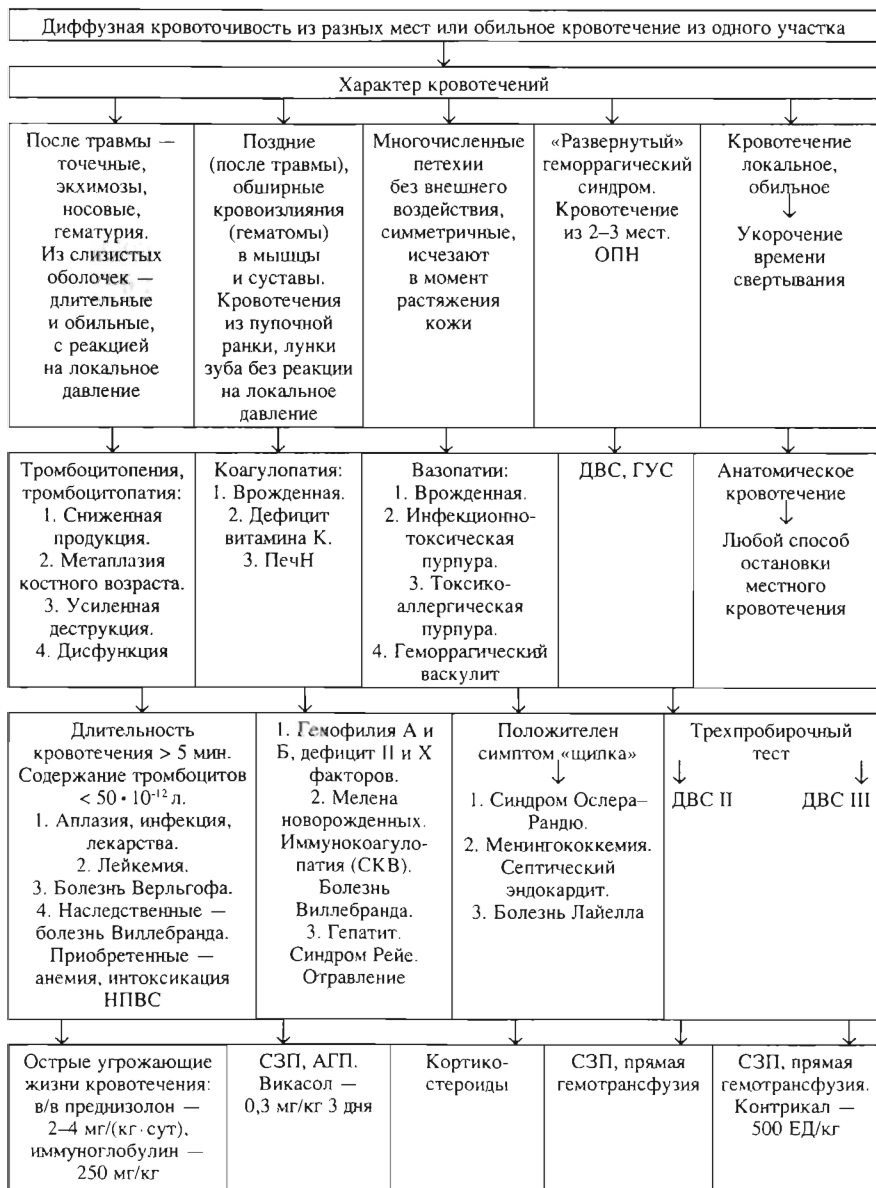 Диффузная кровоточивость из разных мест или обильное кровотечение из одного участка
Характер кровотечений
После травмы —
точечные,
экхимозы,
носовые,
гематурия.
Из слизистых
оболочек —
длительные
и обильные,
с реакцией
на локальное
давление
Поздние
(после травмы),
обширные
кровоизлияния
(гематомы)
в мышцы
и суставы.
Кровотечения
из пупочной
ранки, лунки
зуба без реакции
на локальное
давление
Многочисленные
петехии
без внешнего
воздействия,
симметричные,
исчезают
в момент
растяжения
кожи
«Развернутый»
геморрагический
синдром.
Кровотечение
из 2–3 мест.
ОПН
Кровотечение
локальное,
обильное
Укорочение
времени
свертывания
Тромбоцитопения,
тромбоцитопатия:
1. Сниженная
продукция.
2. Метаплазия
костного возраста.
3. Усиленная
деструкция.
4. Дисфункция
Коагулопатия:
1. Врожденная.
2. Дефицит
витамина К.
3. ПечН
Вазопатии:
1. Врожденная.
2. Инфекционно-
токсическая
пурпура.
3. Токсико-
аллергическая
пурпура.
4. Геморрагический
васкулит
ДВС, ГУС
Анатомическое
кровотечение
Любой способ
остановки
местного
кровотечения
Длительность
кровотечения > 5 мин.
Содержание тромбоцитов
< 50 · 10⁻¹² л.
1. Аплазия, инфекция,
лекарства.
2. Лейкемия.
3. Болезнь Верльгофа.
4. Наследственные —
болезнь Виллебранда.
Приобретенные —
анемия, интоксикация
НПВС
1. Гемофилия А и
Б, дефицит II и X
факторов.
2. Мелена
новорожденных.
Иммунокоагуло-
патия (СКВ).
Болезнь
Виллебранда.
3. Гепатит.
Синдром Рейе.
Отравление
Положителен
симптом «щипка»
1. Синдром Ослера–
Рандю.
2. Менингококкемия.
Септический
эндокардит.
3. Болезнь Лайелла
Трехпробирочный
тест
ДВС II ДВС III
Острые угрожающие
жизни кровотечения:
в/в преднизолон —
2–4 мг/(кг·сут),
иммуноглобулин —
250 мг/кг
СЗП, АГП.
Викасол —
0,3 мг/кг 3 дня
Кортико-
стероиды
СЗП, прямая
гемотрансфузия
СЗП, прямая
гемотрансфузия.
Контрикал —
500 ЕД/кг